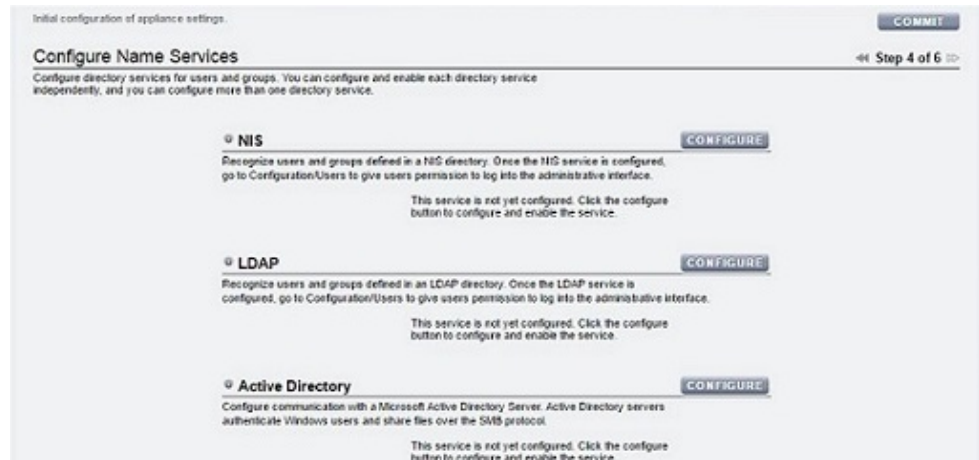 Initial configuration of appliance settings.
COMMIT
Configure Name Services
Step 4 of 6
Configure directory services for users and groups. You can configure and enable each directory service
independently, and you can configure more than one directory service.
NIS
CONFIGURE
Recognize users and groups defined in a NIS directory. Once the NIS service is configured,
go to Configuration/Users to give users permission to log into the administrative interface.
This service is not yet configured. Click the configure
button to configure and enable the service.
LDAP
CONFIGURE
Recognize users and groups defined in an LDAP directory. Once the LDAP service is
configured, go to Configuration/Users to give users permission to log into the administrative interface.
This service is not yet configured. Click the configure
button to configure and enable the service.
Active Directory
CONFIGURE
Configure communication with a Microsoft Active Directory Server. Active Directory servers
authenticate Windows users and share files over the SMB protocol.
This service is not yet configured. Click the configure
button to configure and enable the service.